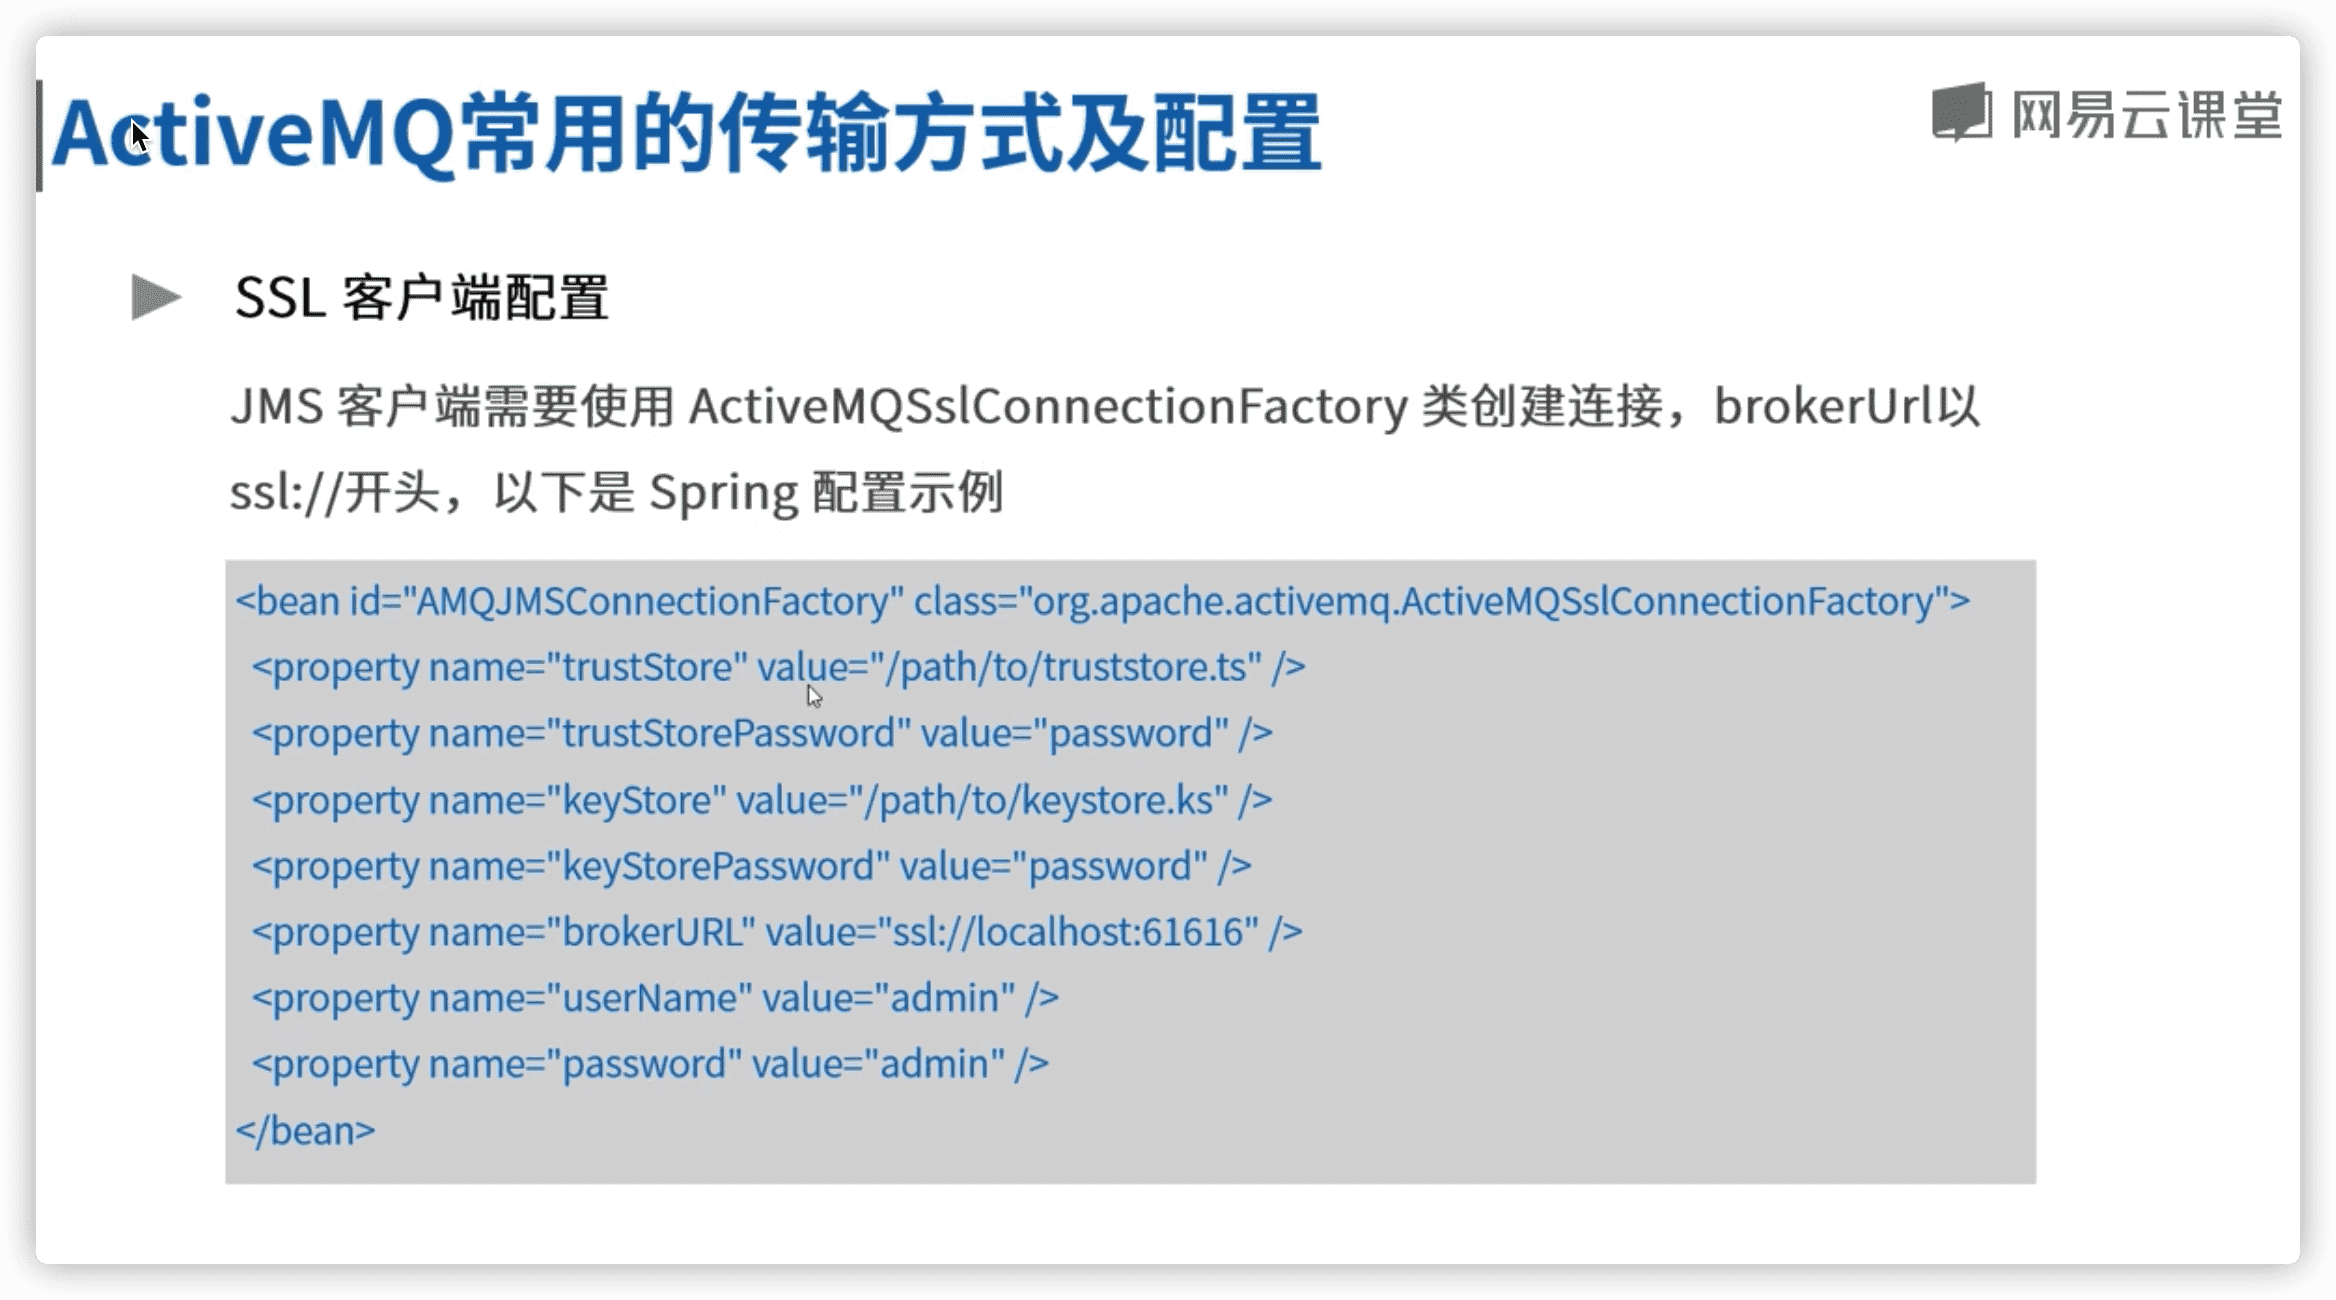 ActiveMQ常用的传输方式及配置
网易云课堂
SSL 客户端配置
JMS 客户端需要使用 ActiveMQSslConnectionFactory 类创建连接，brokerUrl以
ssl://开头，以下是 Spring 配置示例
<bean id="AMQJMSConnectionFactory" class="org.apache.activemq.ActiveMQSslConnectionFactory">
<property name="trustStore" value="/path/to/truststore.ts" />
<property name="trustStorePassword" value="password" />
<property name="keyStore" value="/path/to/keystore.ks" />
<property name="keyStorePassword" value="password" />
<property name="brokerURL" value="ssl://localhost:61616" />
<property name="userName" value="admin" />
<property name="password" value="admin" />
</bean>